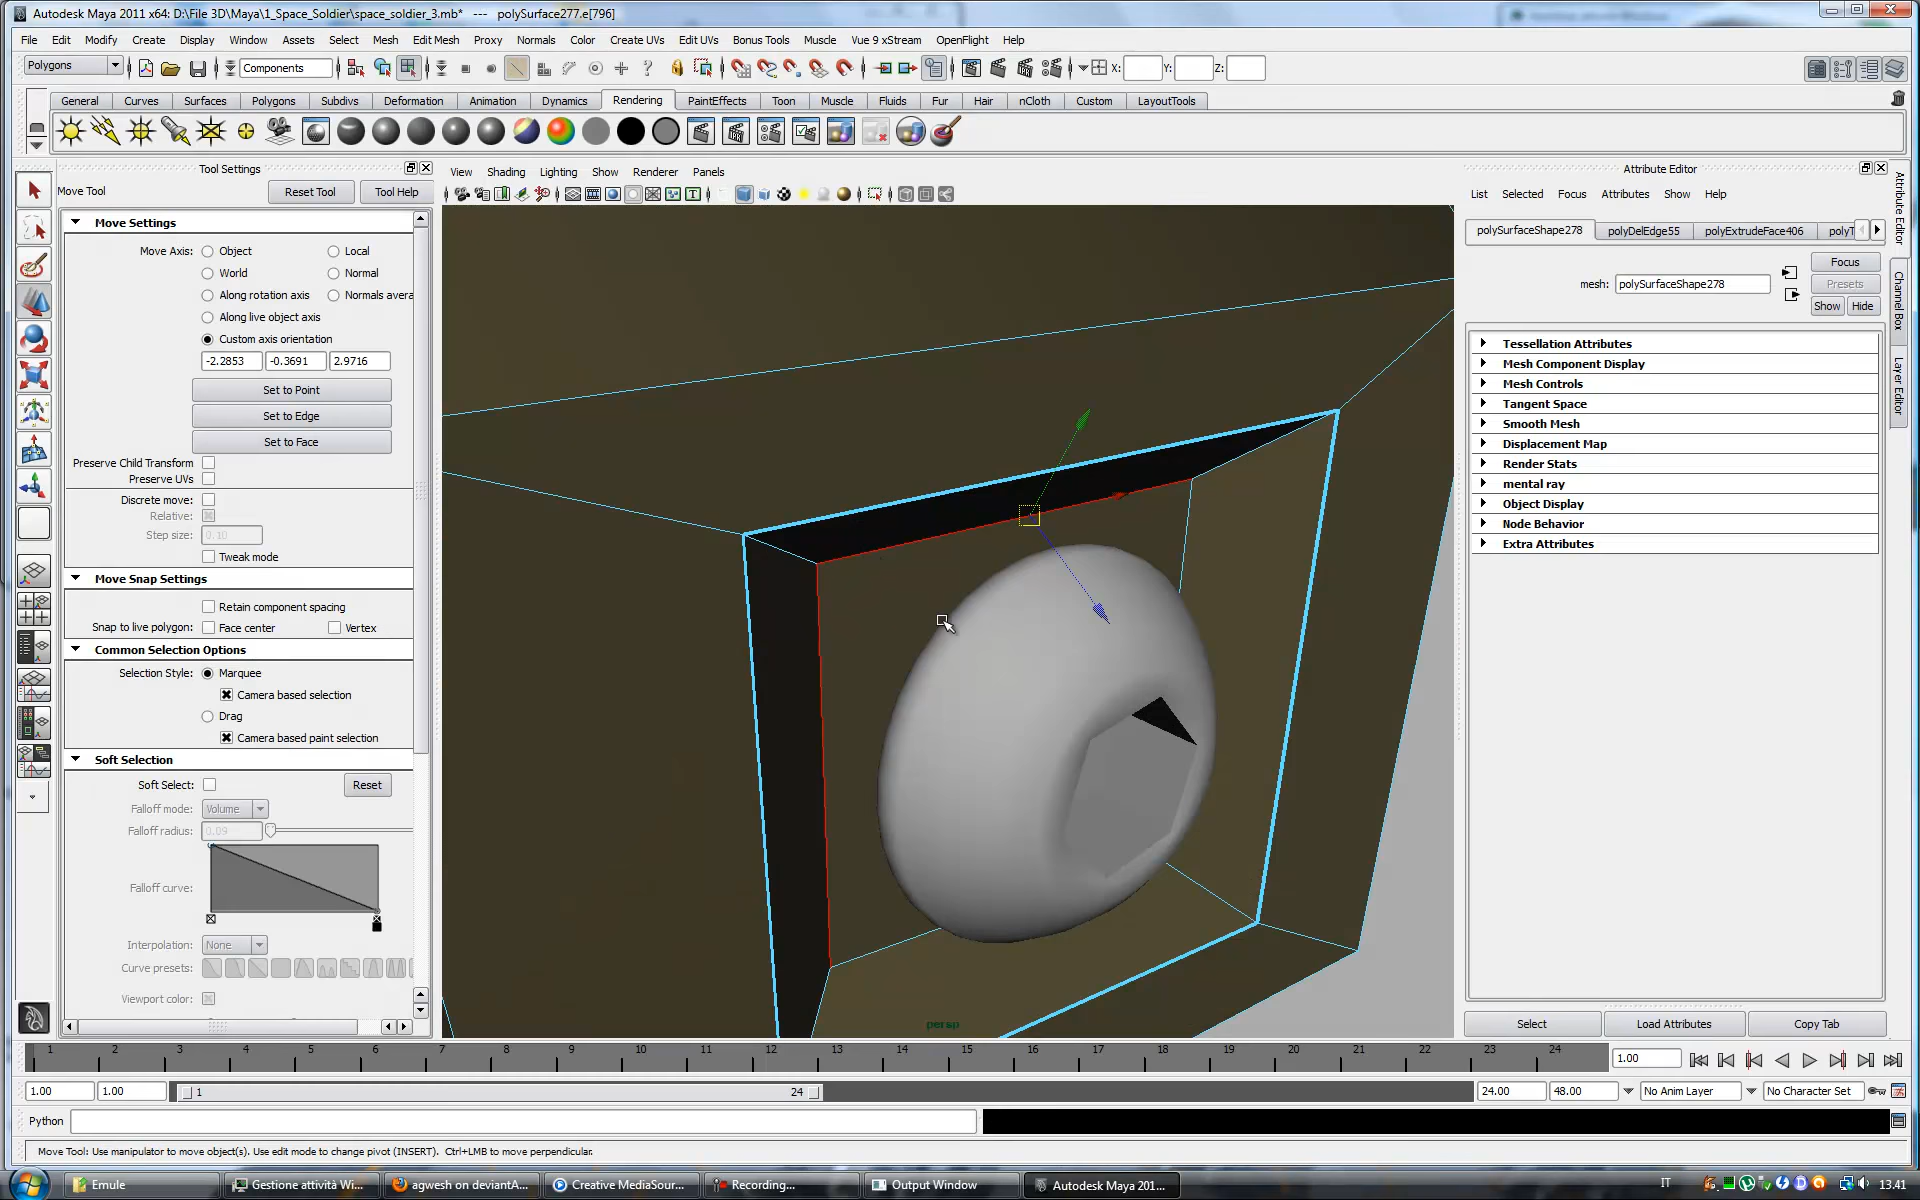 Autodesk Maya 2011 x64: D:\File 3D\Maya\1_Space_Soldier\space_soldier_3.mb*   ---   polySurface277.e[796]
File Edit Modify Create Display Window Assets Select Mesh Edit Mesh Proxy Normals Color Create UVs Edit UVs Bonus Tools Muscle Vue 9 xStream OpenFlight Help
Polygons Components X: Y: Z:
General Curves Surfaces Polygons Subdivs Deformation Animation Dynamics Rendering PaintEffects Toon Muscle Fluids Fur Hair nCloth Custom LayoutTools
Tool Settings
Move Tool Reset Tool Tool Help
Move Settings
Move Axis: Object Local
World Normal
Along rotation axis Normals avera
Along live object axis
Custom axis orientation
-2.2853 -0.3691 2.9716
Set to Point
Set to Edge
Set to Face
Preserve Child Transform
Preserve UVs
Discrete move:
Relative:
Step size: 0.10
Tweak mode
Move Snap Settings
Retain component spacing
Snap to live polygon: Face center Vertex
Common Selection Options
Selection Style: Marquee
Camera based selection
Drag
Camera based paint selection
Soft Selection
Soft Select: Reset
Falloff mode: Volume
Falloff radius: 0.09
Falloff curve:
Interpolation: None
Curve presets:
Viewport color:
View Shading Lighting Show Renderer Panels
persp
Attribute Editor
List Selected Focus Attributes Show Help
polySurfaceShape278 polyDelEdge55 polyExtrudeFace406 polyT
Focus
mesh: polySurfaceShape278 Presets
Show Hide
Tessellation Attributes
Mesh Component Display
Mesh Controls
Tangent Space
Smooth Mesh
Displacement Map
Render Stats
mental ray
Object Display
Node Behavior
Extra Attributes
Select Load Attributes Copy Tab
Attribute Editor
Channel Box
Layer Editor
1 2 3 4 5 6 7 8 9 10 11 12 13 14 15 16 17 18 19 20 21 22 23 24 1.00
1.00 1.00 1 24 24.00 48.00 No Anim Layer No Character Set
Python
Move Tool: Use manipulator to move object(s). Use edit mode to change pivot (INSERT). Ctrl+LMB to move perpendicular.
Emule Gestione attività Wi... agwesh on deviantA... Creative MediaSour... Recording... Output Window Autodesk Maya 201... IT 13.41